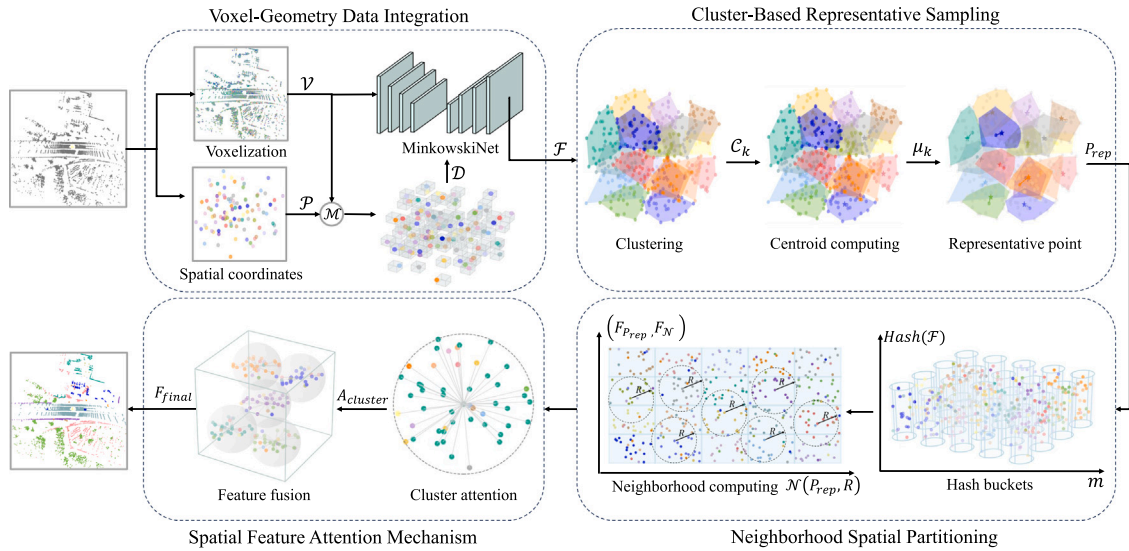 Voxel-Geometry Data Integration
Cluster-Based Representative Sampling
𝒱
Voxelization
MinkowskiNet
ℱ
𝒟
𝒫
ℳ
Spatial coordinates
𝒞ₖ
μₖ
P_rep
Clustering
Centroid computing
Representative point
(F_{P_rep}, F_𝒩)
Hash(ℱ)
R
R
R
R
R
R
R
F_final
A_cluster
Feature fusion
Cluster attention
Neighborhood computing 𝒩(P_rep, R)
Hash buckets
m
Spatial Feature Attention Mechanism
Neighborhood Spatial Partitioning